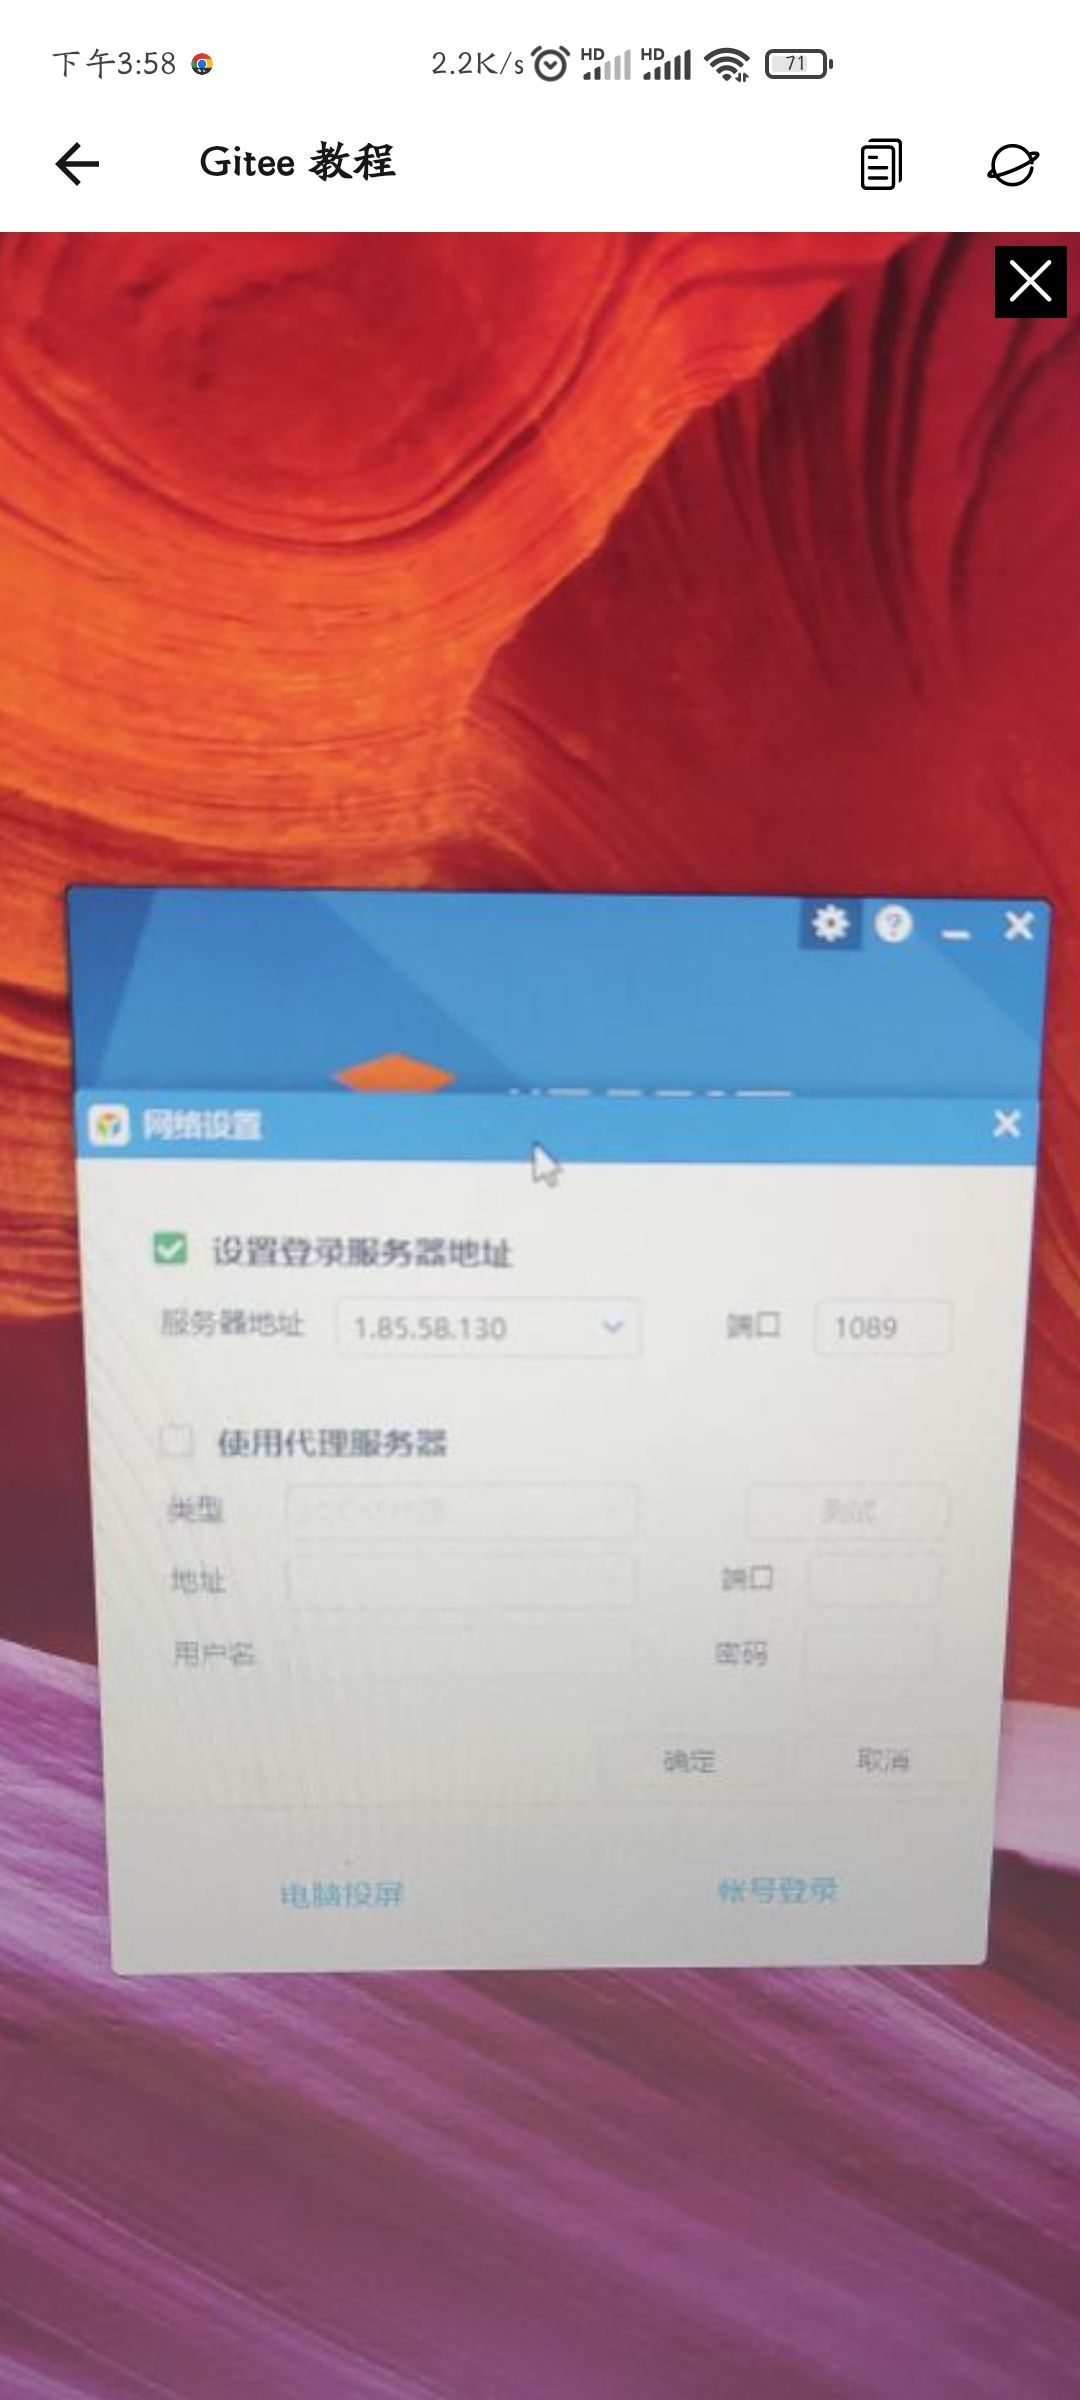 下午3:58
2.2K/s
HD
HD
71
Gitee 教程
网络设置
设置登录服务器地址
服务器地址
1.85.58.130
端口
1089
使用代理服务器
类型
测试
地址
端口
用户名
密码
确定
取消
电脑投屏
帐号登录